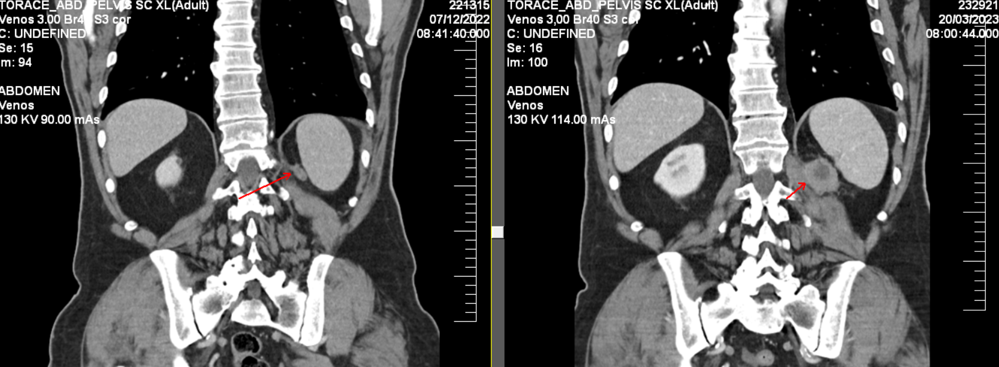 TORACE_ABD_PELVIS SC XL(Adult)
Venos 3.00 Br40 S3 cor
C: UNDEFINED
Se: 15
Im: 94
ABDOMEN
Venos
130 KV 90.00 mAs
221315
07/12/2022
08:41:40.000
TORACE_ABD_PELVIS SC XL(Adult)
Venos 3,00 Br40 S3 cor
C: UNDEFINED
Se: 16
Im: 100
ABDOMEN
Venos
130 KV 114.00 mAs
232921
20/03/2023
08:00:44.000